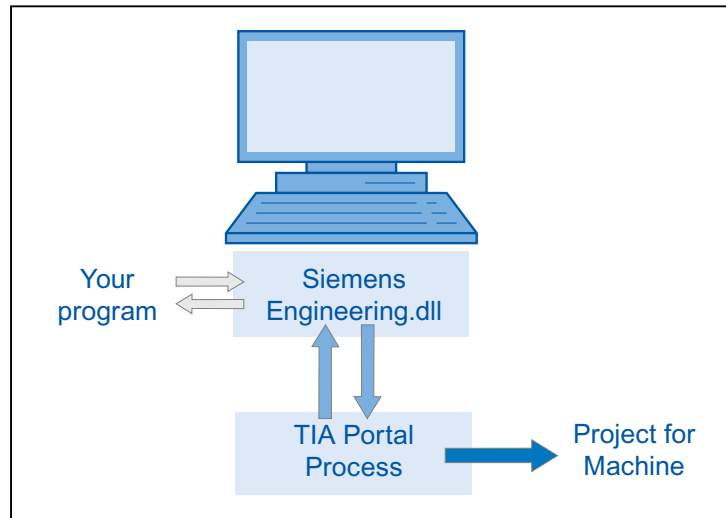 Your
program
Siemens
Engineering.dll
TIA Portal
Process
Project for
Machine